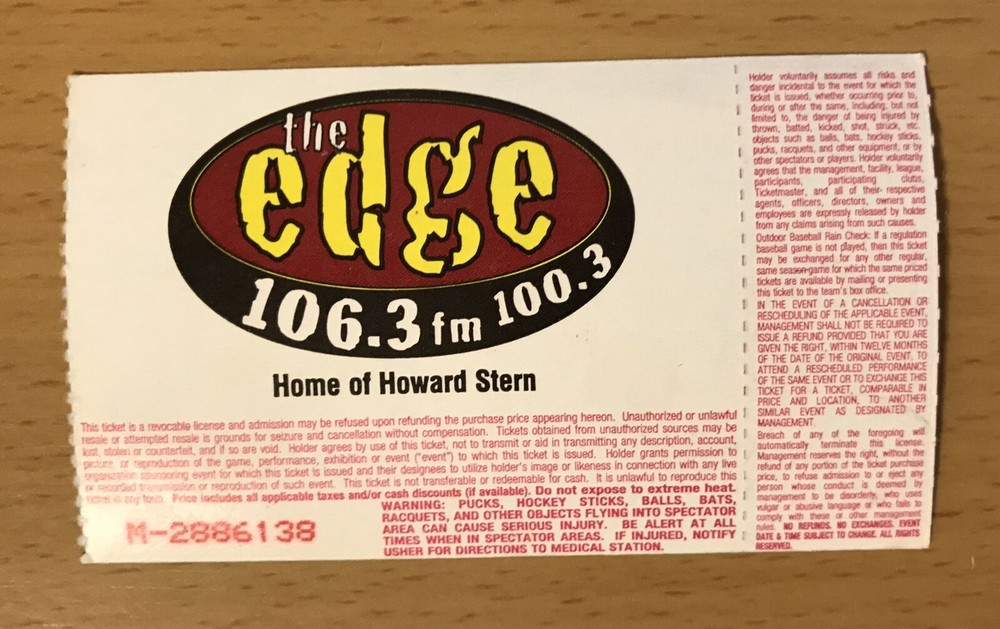 the
edge
106.3 fm 100.3
Home of Howard Stern
This ticket is a revocable license and admission may be refused upon refunding the purchase price appearing hereon. Unauthorized or unlawful
resale or attempted resale is grounds for seizure and cancellation without compensation. Tickets obtained from unauthorized sources may be
lost, stolen or counterfeit, and if so are void. Holder agrees by use of this ticket, not to transmit or aid in transmitting any description, account,
picture, or reproduction of the game, performance, exhibition or event ("event") to which this ticket is issued. Holder grants permission to
organization sponsoring event for which this ticket is issued and their designees to utilize holder's image or likeness in connection with any live
or recorded transmission or reproduction of such event. This ticket is not transferable or redeemable for cash. It is unlawful to reproduce this
ticket in any form. Price includes all applicable taxes and/or cash discounts (if available). Do not expose to extreme heat.
WARNING: PUCKS, HOCKEY STICKS, BALLS, BATS,
RACQUETS, AND OTHER OBJECTS FLYING INTO SPECTATOR
AREA CAN CAUSE SERIOUS INJURY. BE ALERT AT ALL
TIMES WHEN IN SPECTATOR AREAS. IF INJURED, NOTIFY
USHER FOR DIRECTIONS TO MEDICAL STATION.
M-2886138
Holder voluntarily assumes all risks and
danger incidental to the event for which the
ticket is issued, whether occurring prior to,
during or after the same, including, but not
limited to, the danger of being injured by
thrown, batted, kicked, shot, struck, etc.
objects such as balls, bats, hockey sticks,
pucks, racquets, and other equipment, or by
other spectators or players. Holder voluntarily
agrees that the management, facility, league,
participants, participating clubs,
Ticketmaster, and all of their respective
agents, officers, directors, owners and
employees are expressly released by holder
from any claims arising from such causes.
Outdoor Baseball Rain Check: If a regulation
baseball game is not played, then this ticket
may be exchanged for any other regular,
same season-game for which the same priced
tickets are available by mailing or presenting
this ticket to the team's box office.
IN THE EVENT OF A CANCELLATION OR
RESCHEDULING OF THE APPLICABLE EVENT,
MANAGEMENT SHALL NOT BE REQUIRED TO
ISSUE A REFUND PROVIDED THAT YOU ARE
GIVEN THE RIGHT, WITHIN TWELVE MONTHS
OF THE DATE OF THE ORIGINAL EVENT, TO
ATTEND A RESCHEDULED PERFORMANCE
OF THE SAME EVENT OR TO EXCHANGE THIS
TICKET FOR A TICKET, COMPARABLE IN
PRICE AND LOCATION, TO ANOTHER
SIMILAR EVENT AS DESIGNATED BY
MANAGEMENT.
Breach of any of the foregoing will
automatically terminate this license.
Management reserves the right, without the
refund of any portion of the ticket purchase
price, to refuse admission to or eject any
person whose conduct is deemed by
management to be disorderly, who uses
vulgar or abusive language or who fails to
comply with these or other management
rules. NO REFUNDS. NO EXCHANGES. EVENT
DATE & TIME SUBJECT TO CHANGE. ALL RIGHTS
RESERVED.